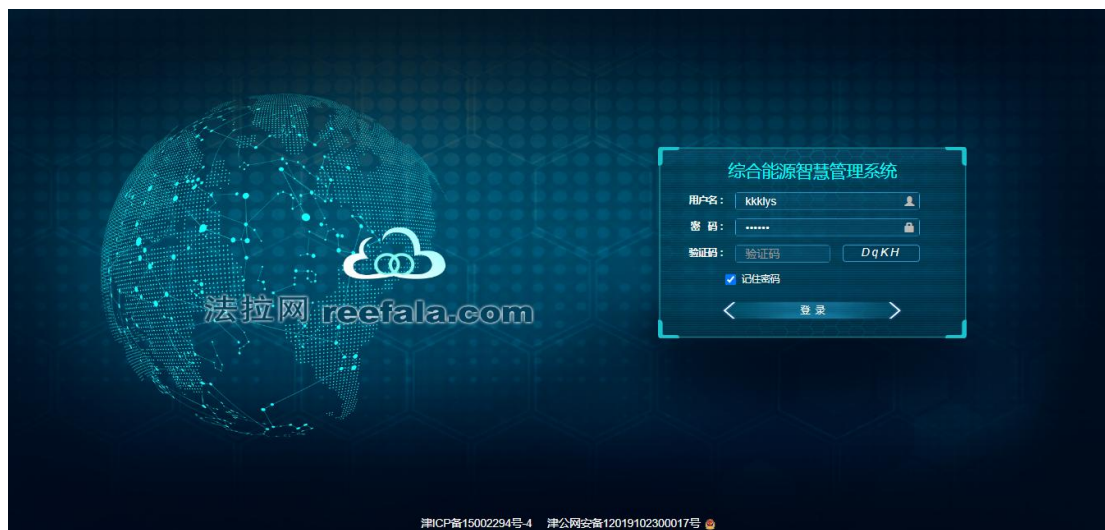 综合能源智慧管理系统
用户名： kkklys
密 码： ••••••
验证码： 验证码 DqKH
记住密码
登 录
法拉网 reefala.com
津ICP备15002294号-4 津公网安备12019102300017号